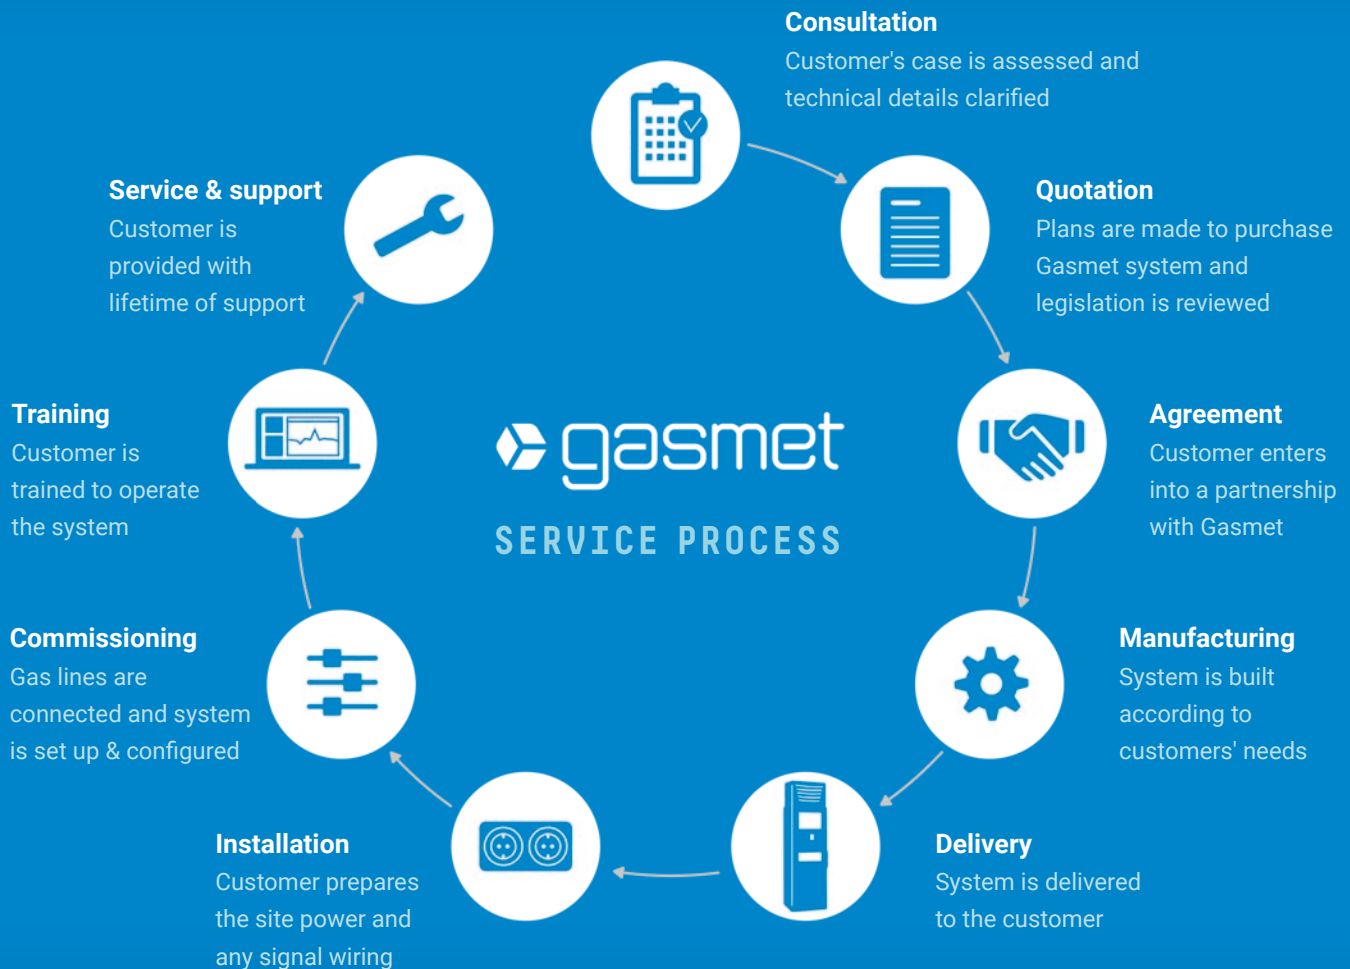 Consultation
Customer's case is assessed and
technical details clarified
Quotation
Plans are made to purchase
Gasmet system and
legislation is reviewed
Agreement
Customer enters
into a partnership
with Gasmet
Manufacturing
System is built
according to
customers' needs
Delivery
System is delivered
to the customer
Installation
Customer prepares
the site power and
any signal wiring
Commissioning
Gas lines are
connected and system
is set up & configured
Training
Customer is
trained to operate
the system
Service & support
Customer is
provided with
lifetime of support
gasmet
SERVICE PROCESS